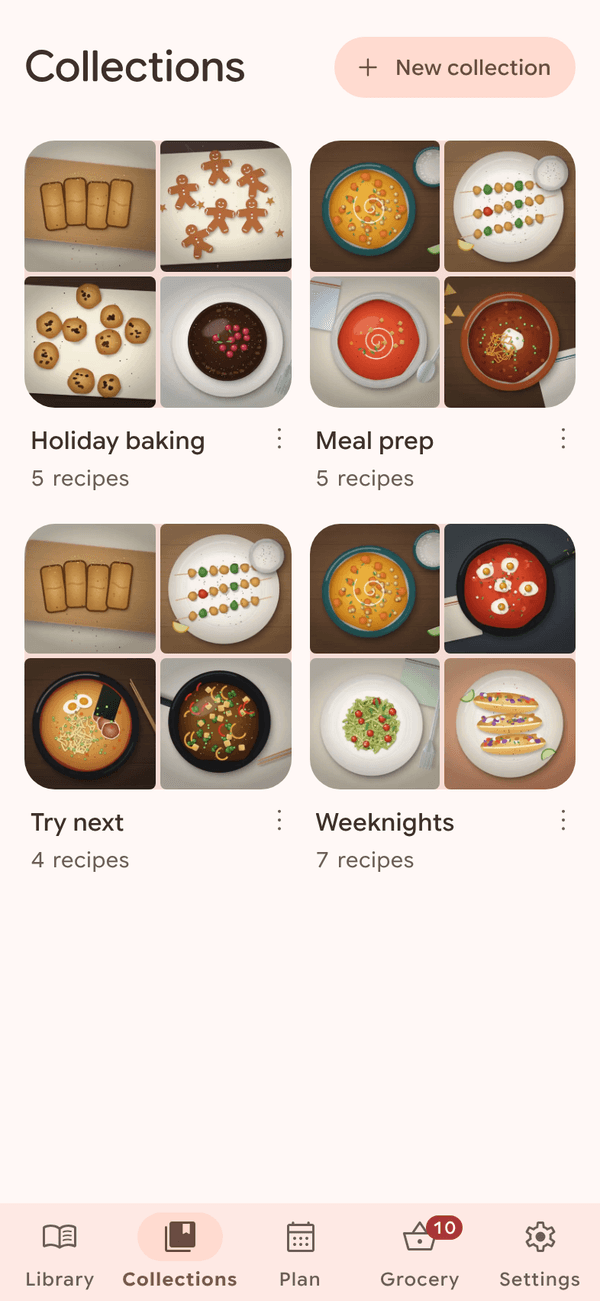 Collections
New collection
Holiday baking
5 recipes
Meal prep
5 recipes
Try next
4 recipes
Weeknights
7 recipes
10
Library
Collections
Plan
Grocery
Settings